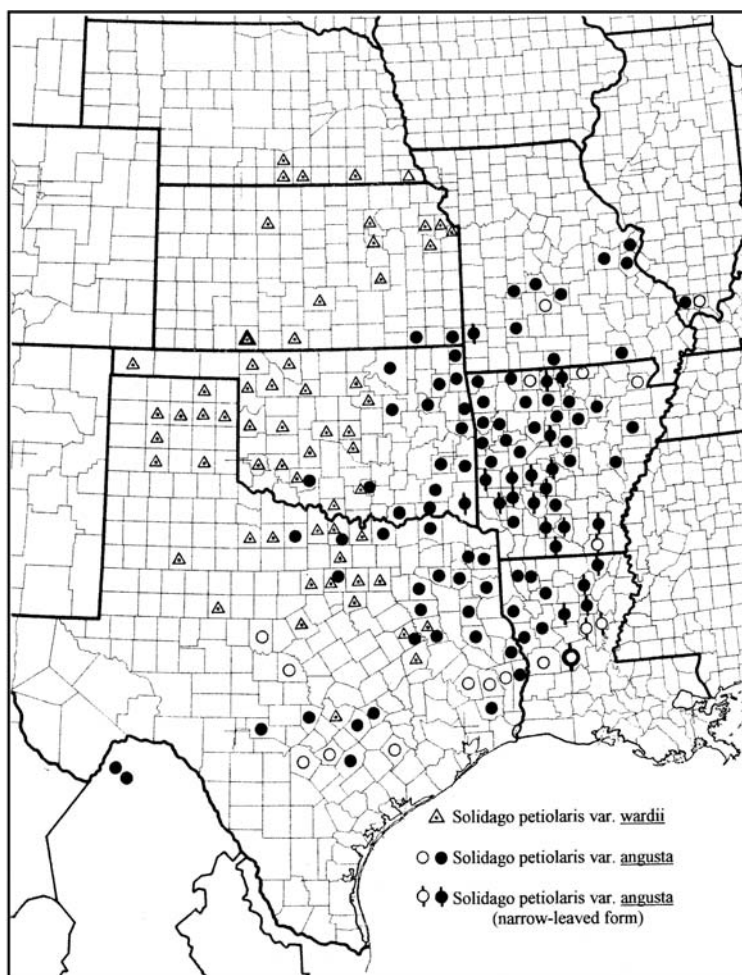 Solidago petiolaris var. wardii
Solidago petiolaris var. angusta
Solidago petiolaris var. angusta
(narrow-leaved form)